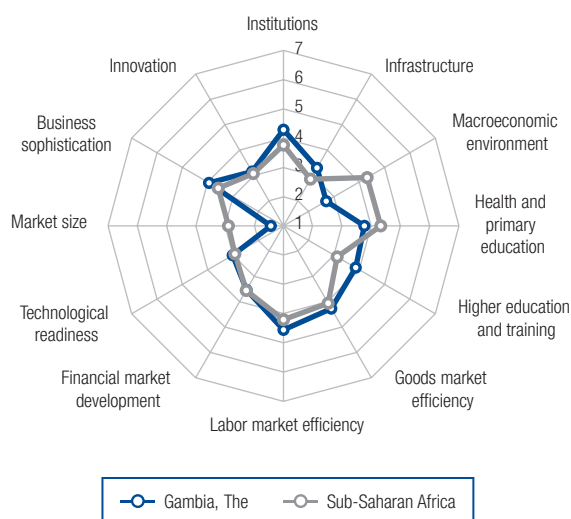 Institutions
7
6
5
4
3
2
1
Infrastructure
Macroeconomic
environment
Health and
primary
education
Higher education
and training
Goods market
efficiency
Labor market efficiency
Financial market
development
Technological
readiness
Market size
Business
sophistication
Innovation
Gambia, The
Sub-Saharan Africa